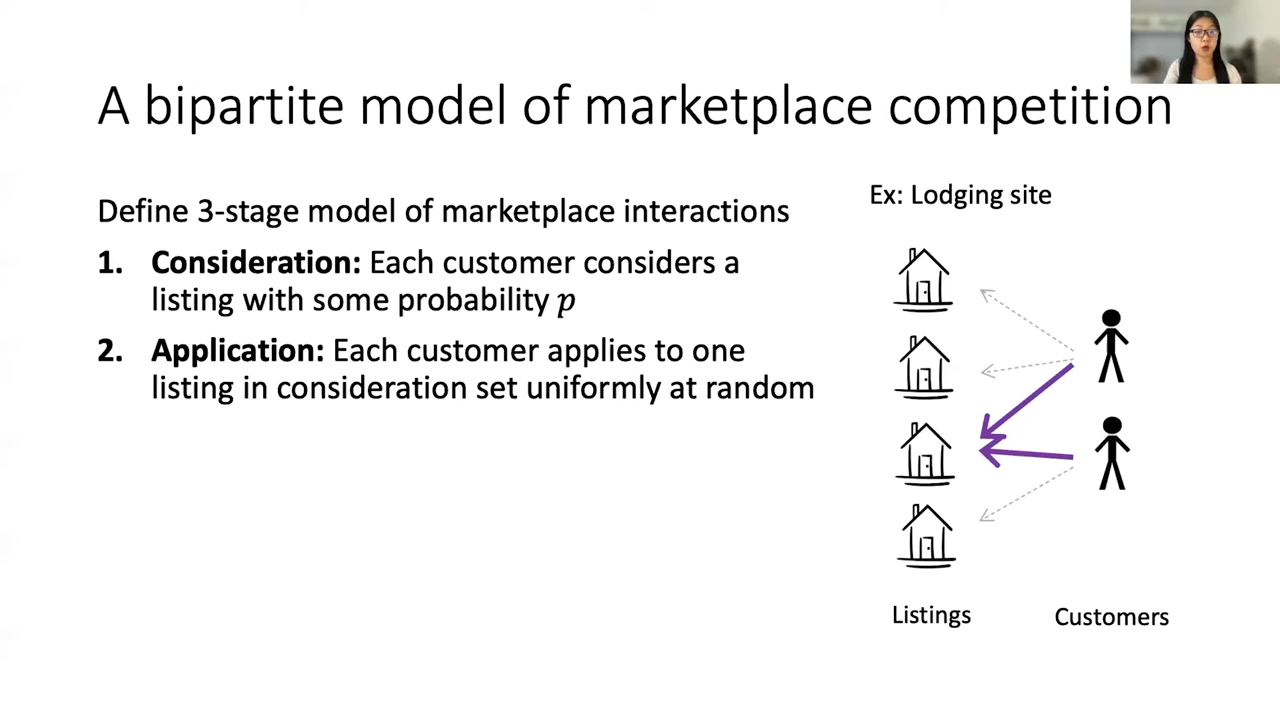 A bipartite model of marketplace competition
Define 3-stage model of marketplace interactions
1. Consideration: Each customer considers a
listing with some probability p
2. Application: Each customer applies to one
listing in consideration set uniformly at random
Ex: Lodging site
Listings
Customers